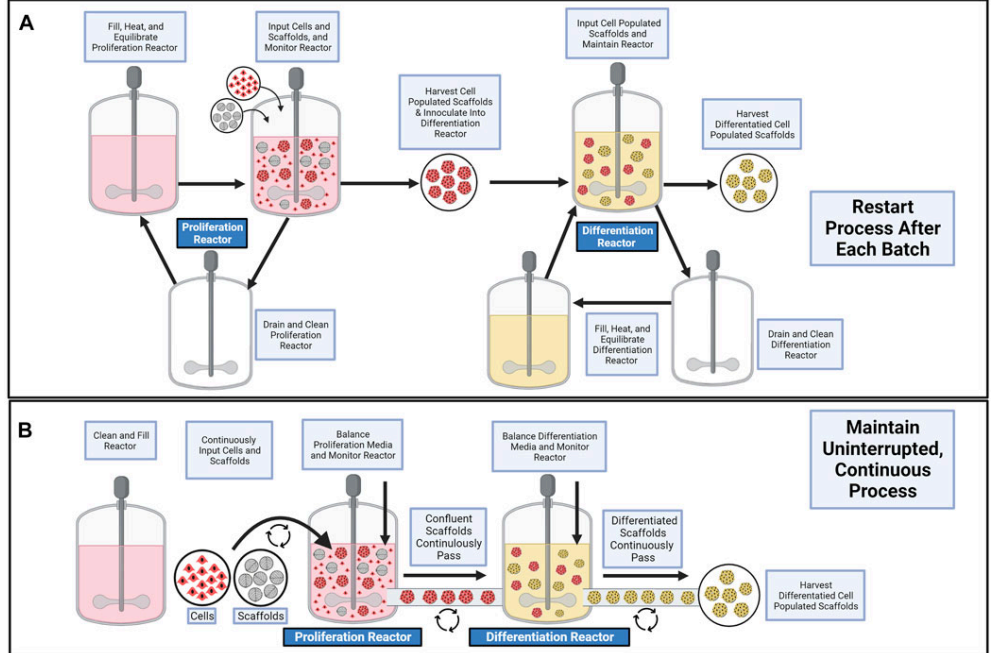 A
Fill, Heat, and
Equilibrate
Proliferation Reactor
Input Cells and
Scaffolds, and
Monitor Reactor
Harvest Cell
Populated Scaffolds
& Innoculate Into
Differentiation
Reactor
Input Cell Populated
Scaffolds and
Maintain Reactor
Harvest
Differentatied Cell
Populated Scaffolds
Proliferation
Reactor
Differentiation
Reactor
Restart
Process After
Each Batch
Drain and Clean
Proliferation
Reactor
Fill, Heat, and
Equilibrate
Differentiation
Reactor
Drain and Clean
Differentiation
Reactor
B
Clean and Fill
Reactor
Continuously
Input Cells and
Scaffolds
Balance
Proliferation Media
and Monitor Reactor
Balance Differentiation
Media and Monitor
Reactor
Maintain
Uninterrupted,
Continuous
Process
Confluent
Scaffolds
Continulously
Pass
Differentiated
Scaffolds
Continuously
Pass
Cells
Scaffolds
Harvest
Differentatied Cell
Populated Scaffolds
Proliferation Reactor
Differentiation Reactor